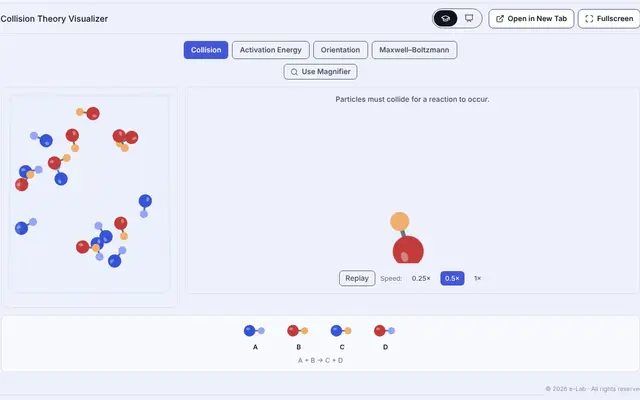 Collision Theory Visualizer
Open in New Tab
Fullscreen
Collision
Activation Energy
Orientation
Maxwell–Boltzmann
Use Magnifier
Particles must collide for a reaction to occur.
Replay
Speed:
0.25×
0.5×
1×
A
B
C
D
A + B → C + D
© 2026 e-Lab · All rights reserve